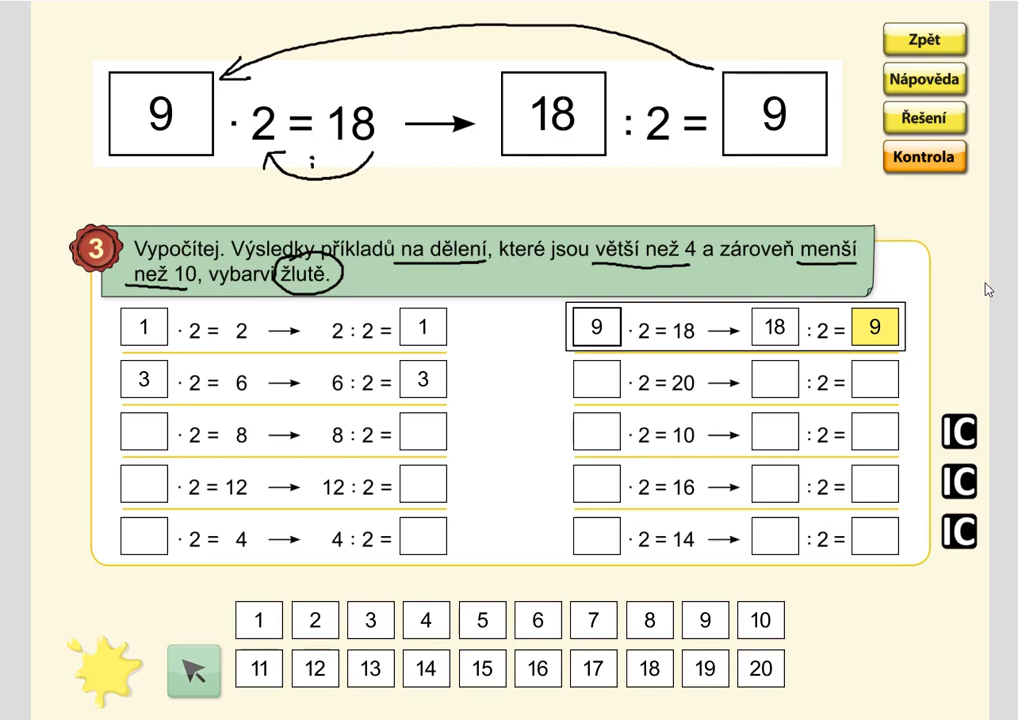 Zpět
Nápověda
Řešení
Kontrola
9 · 2 = 18 → 18 : 2 = 9
:
3 Vypočítej. Výsledky příkladů na dělení, které jsou větší než 4 a zároveň menší
než 10, vybarvi žlutě.
1 · 2 = 2 → 2 : 2 = 1
9 · 2 = 18 → 18 : 2 = 9
3 · 2 = 6 → 6 : 2 = 3
· 2 = 20 → : 2 =
· 2 = 8 → 8 : 2 =
· 2 = 10 → : 2 =
· 2 = 12 → 12 : 2 =
· 2 = 16 → : 2 =
· 2 = 4 → 4 : 2 =
· 2 = 14 → : 2 =
IC
IC
IC
1 2 3 4 5 6 7 8 9 10
11 12 13 14 15 16 17 18 19 20